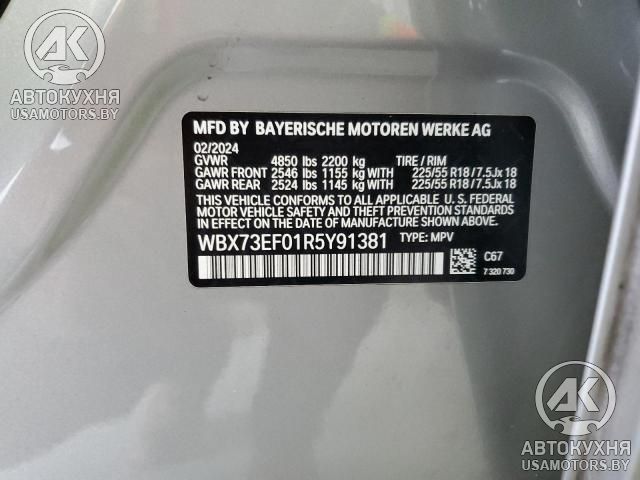 AK
АВТОКУХНЯ
USAMOTORS.BY
MFD BY BAYERISCHE MOTOREN WERKE AG
02/2024
GVWR 4850 lbs 2200 kg TIRE / RIM
GAWR FRONT 2546 lbs 1155 kg WITH 225/55 R18 / 7.5Jx 18
GAWR REAR 2524 lbs 1145 kg WITH 225/55 R18 / 7.5Jx 18
THIS VEHICLE CONFORMS TO ALL APPLICABLE U. S. FEDERAL
MOTOR VEHICLE SAFETY, BUMPER, AND THEFT PREVENTION
STANDARDS IN EFFECT ON THE DATE OF MANUFACTURE SHOWN ABOVE.
WBX73EF01R5Y91381 TYPE: MPV
C67
7 320 730
AK
АВТОКУХНЯ
USAMOTORS.BY